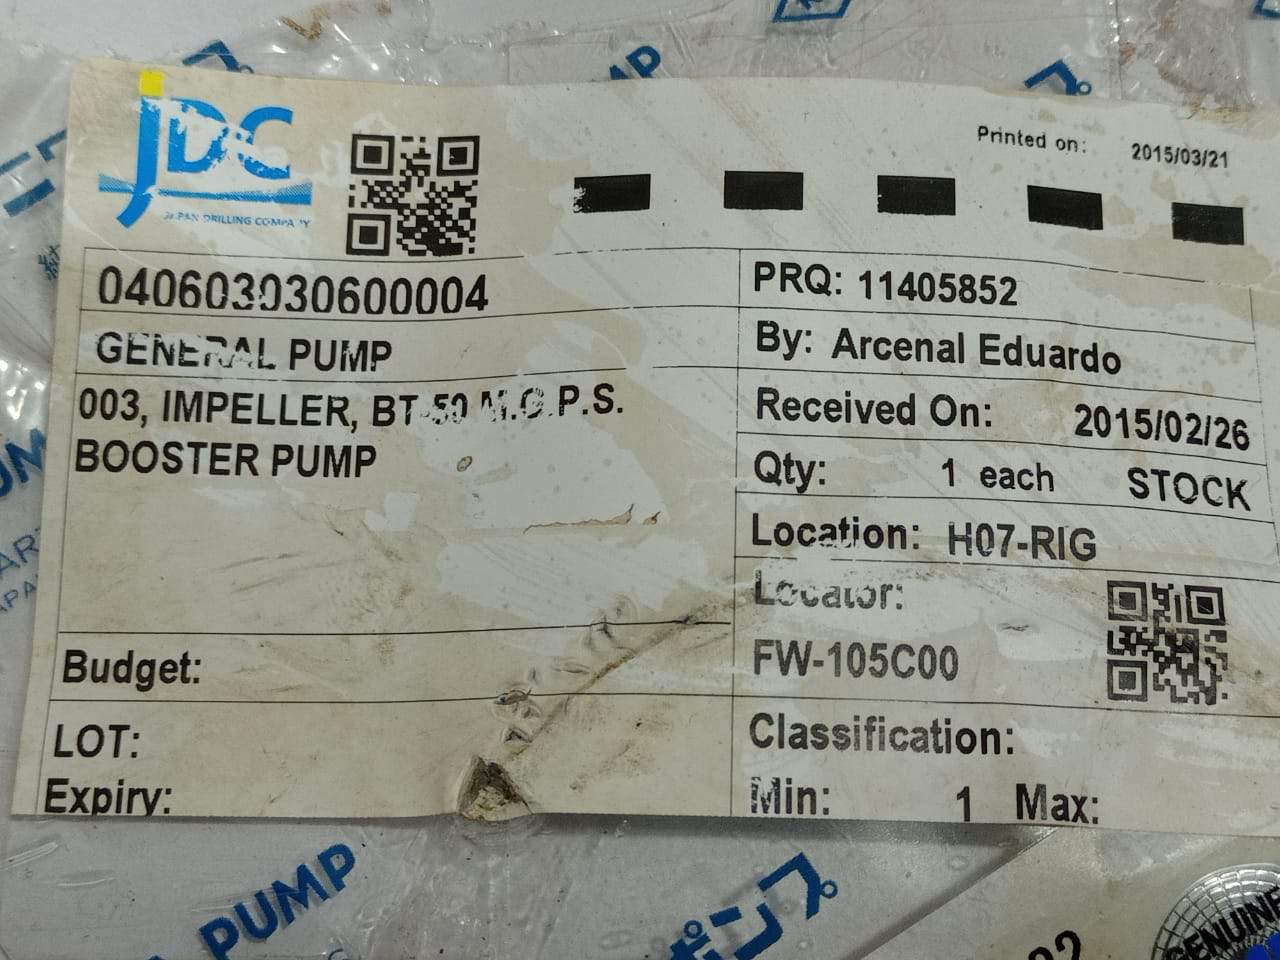 PUMP
JDC
JAPAN DRILLING COMPANY
Printed on: 2015/03/21
040603030600004
GENERAL PUMP
003, IMPELLER, BT-50 M.G.P.S.
BOOSTER PUMP
Budget:
LOT:
Expiry:
PRQ: 11405852
By: Arcenal Eduardo
Received On: 2015/02/26
Qty: 1 each STOCK
Location: H07-RIG
Locator:
FW-105C00
Classification:
Min: 1 Max:
PUMP
ポンプ
GENUINE